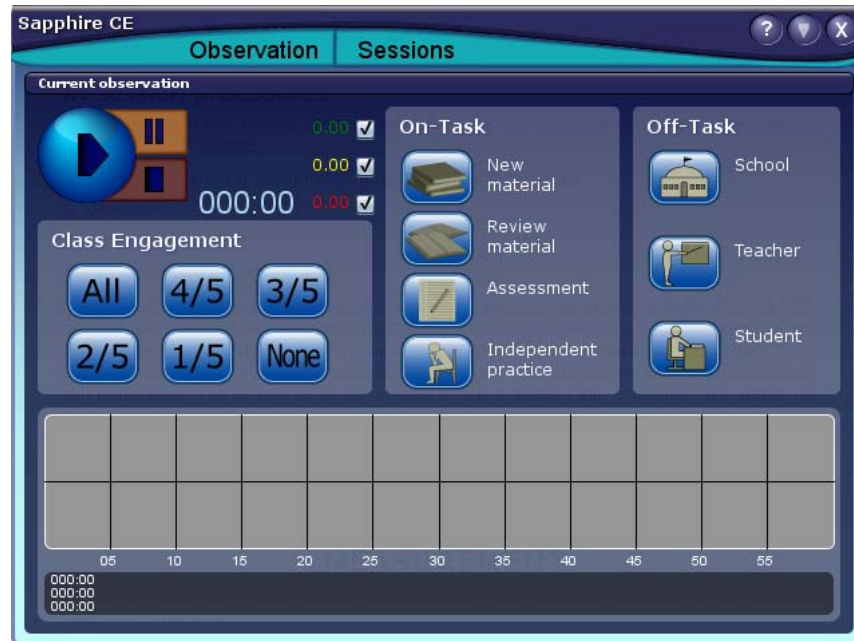 Sapphire CE
? X
Observation Sessions
Current observation
0.00
0.00
000:00 0.00
Class Engagement
All 4/5 3/5
2/5 1/5 None
On-Task
New
material
Review
material
Assessment
Independent
practice
Off-Task
School
Teacher
Student
05 10 15 20 25 30 35 40 45 50 55
000:00
000:00
000:00